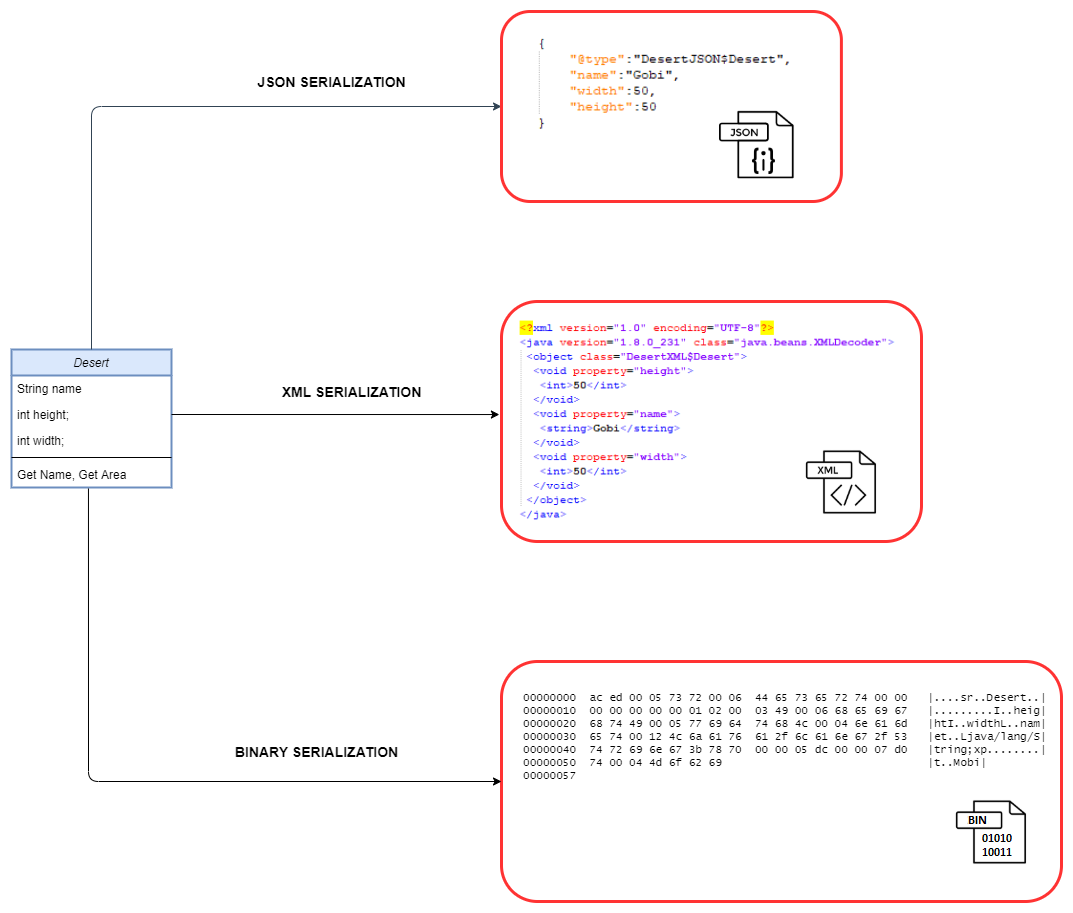 JSON SERIALIZATION
{
"@type":"DesertJSON$Desert",
"name":"Gobi",
"width":50,
"height":50
}
JSON
{i}
Desert
String name
int height;
int width;
Get Name, Get Area
XML SERIALIZATION
<?xml version="1.0" encoding="UTF-8"?>
<java version="1.8.0_231" class="java.beans.XMLDecoder">
<object class="DesertXML$Desert">
<void property="height">
<int>50</int>
</void>
<void property="name">
<string>Gobi</string>
</void>
<void property="width">
<int>50</int>
</void>
</object>
</java>
XML
</>
BINARY SERIALIZATION
00000000 ac ed 00 05 73 72 00 06 44 65 73 65 72 74 00 00 |....sr..Desert..|
00000010 00 00 00 00 00 01 02 00 03 49 00 06 68 65 69 67 |.........I..heig|
00000020 68 74 49 00 05 77 69 64 74 68 4c 00 04 6e 61 6d |htI..widthL..nam|
00000030 65 74 00 12 4c 6a 61 76 61 2f 6c 61 6e 67 2f 53 |et..Ljava/lang/S|
00000040 74 72 69 6e 67 3b 78 70 00 00 05 dc 00 00 07 d0 |tring;xp........|
00000050 74 00 04 4d 6f 62 69 |t..Mobi|
00000057
BIN
01010
10011